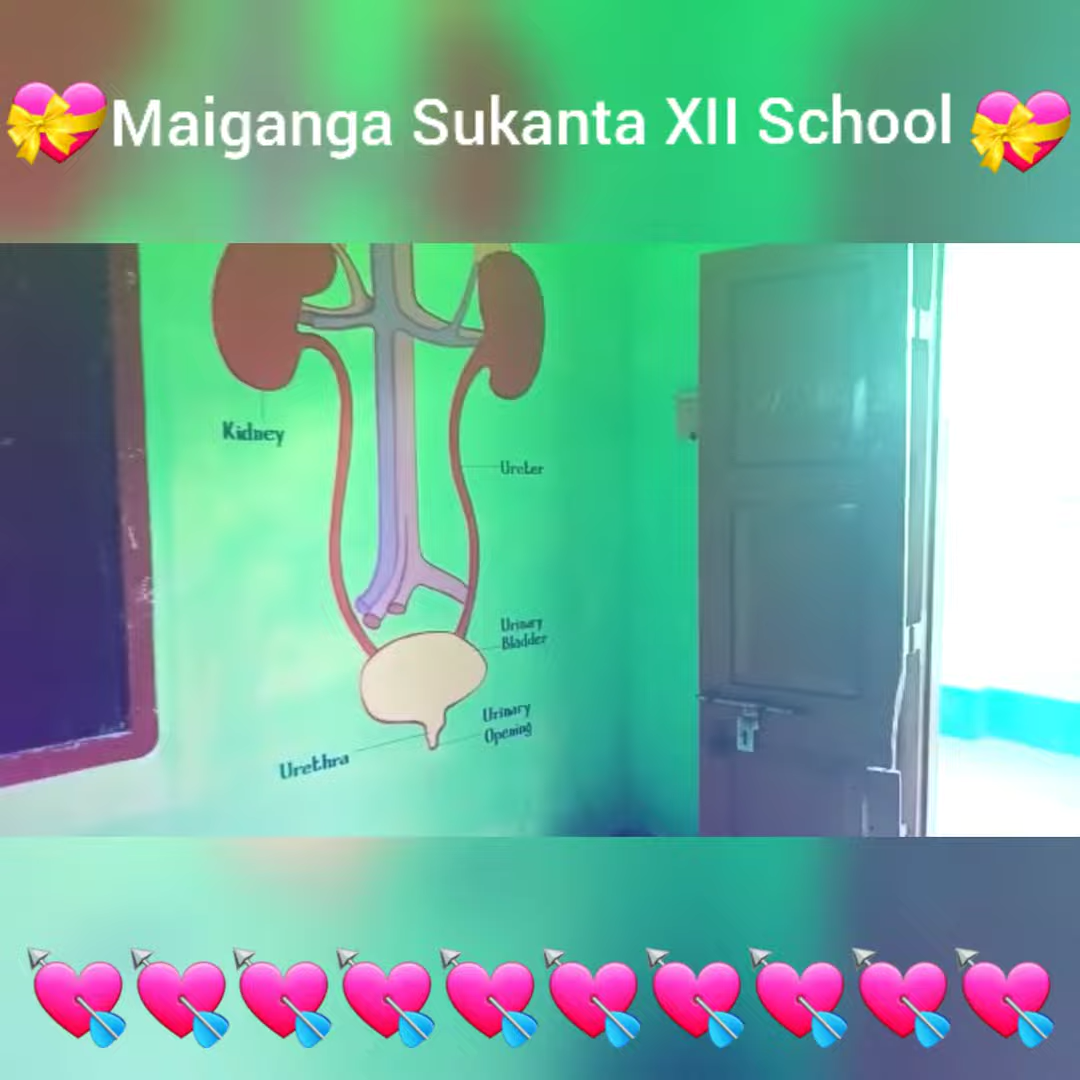 💝Maiganga Sukanta XII School 💝
Kidney
Ureter
Urinary
Bladder
Urinary
Opening
Urethra
💘💘💘💘💘💘💘💘💘💘